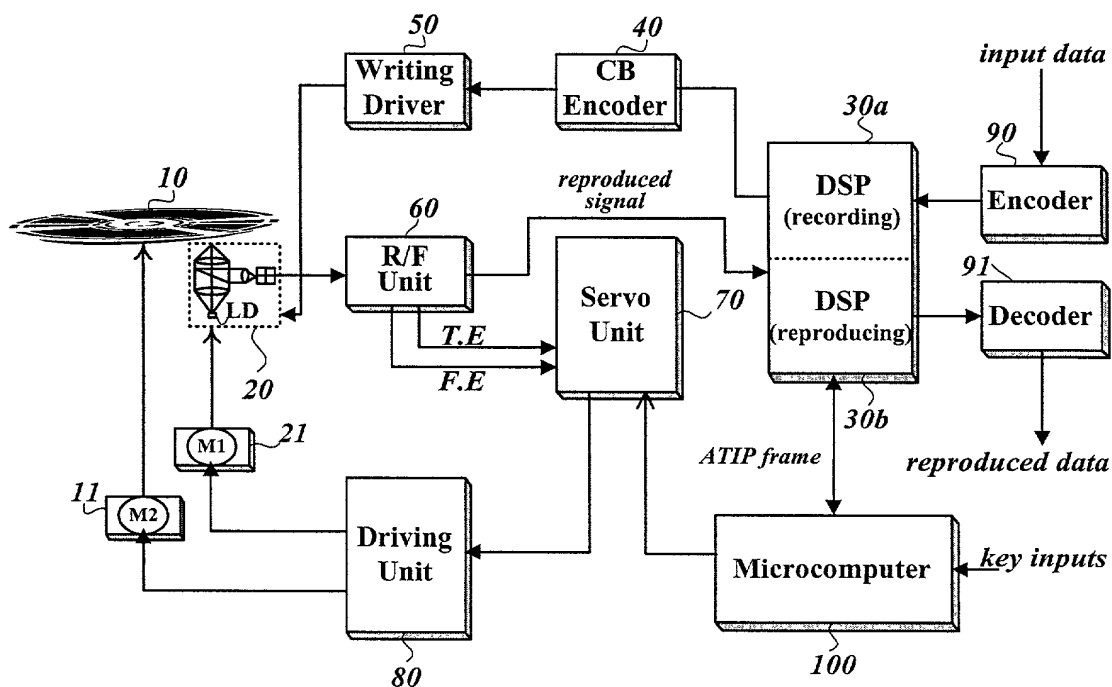 50
Writing
Driver
40
CB
Encoder
input data
30a
90
Encoder
DSP
(recording)
10
reproduced
signal
60
R/F
Unit
Servo
Unit
70
91
Decoder
DSP
(reproducing)
LD
20
T.E
F.E
30b
reproduced data
M1
21
ATIP frame
11
M2
Driving
Unit
80
Microcomputer
key inputs
100